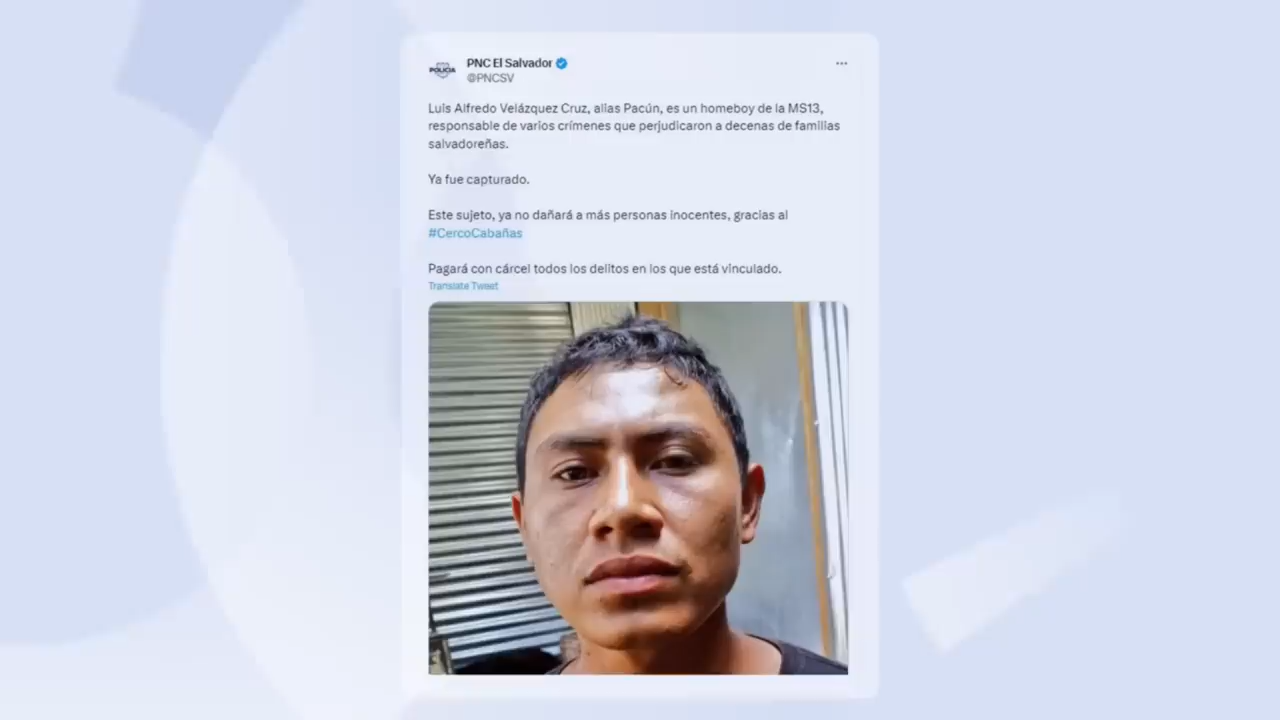 POLICIA
PNC El Salvador
@PNCSV
Luis Alfredo Velázquez Cruz, alias Pacún, es un homeboy de la MS13,
responsable de varios crímenes que perjudicaron a decenas de familias
salvadoreñas.
Ya fue capturado.
Este sujeto, ya no dañará a más personas inocentes, gracias al
#CercoCabañas
Pagará con cárcel todos los delitos en los que está vinculado.
Translate Tweet